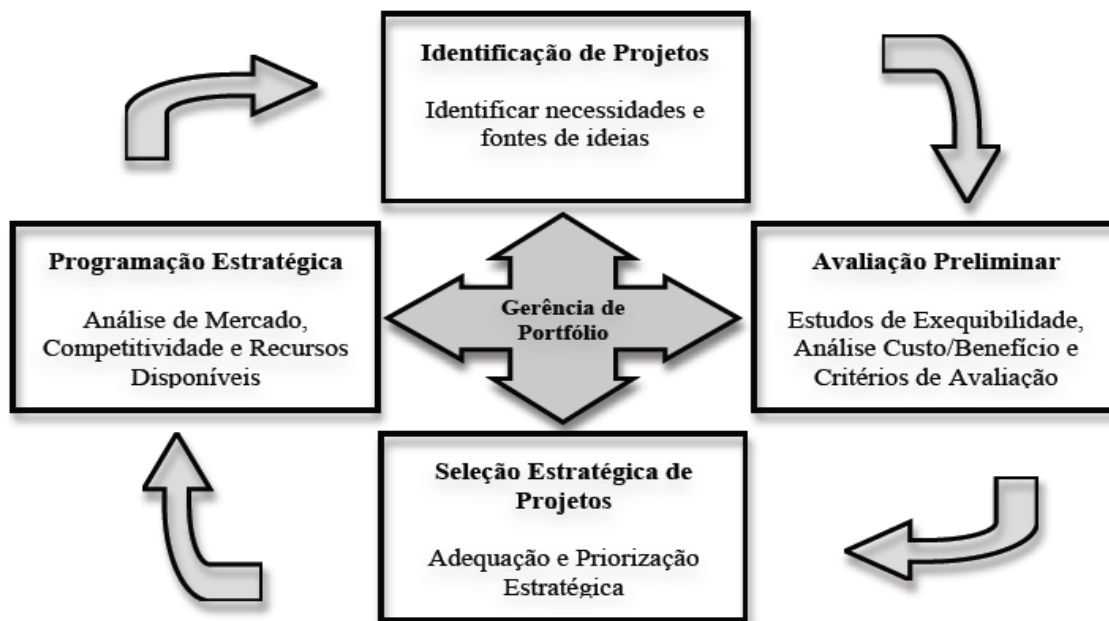 Identificação de Projetos
Identificar necessidades e
fontes de ideias
Programação Estratégica
Análise de Mercado,
Competitividade e Recursos
Disponíveis
Gerência de
Portfólio
Avaliação Preliminar
Estudos de Exequibilidade,
Análise Custo/Benefício e
Critérios de Avaliação
Seleção Estratégica de
Projetos
Adequação e Priorização
Estratégica